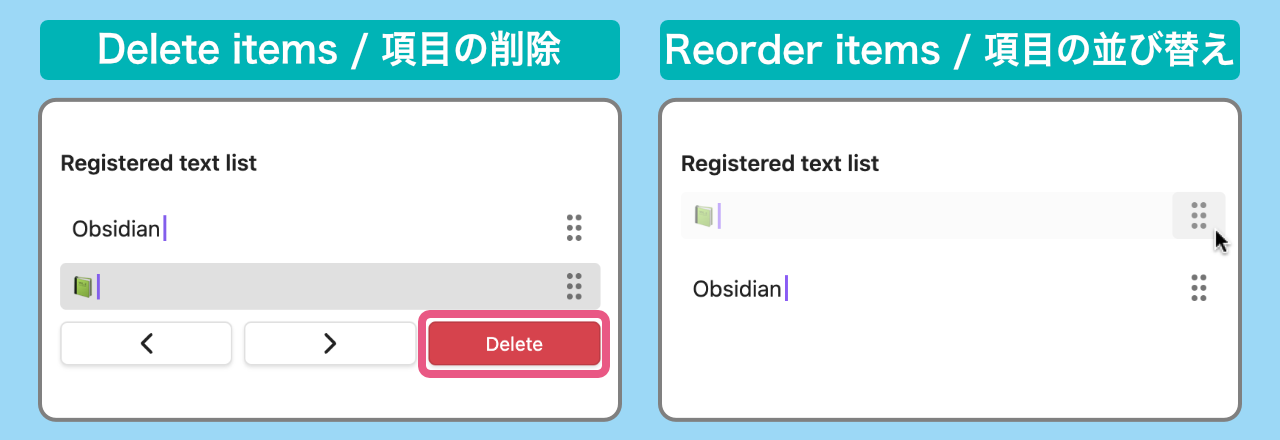 Delete items / 項目の削除
Registered text list
Obsidian
Delete
Reorder items / 項目の並び替え
Registered text list
Obsidian